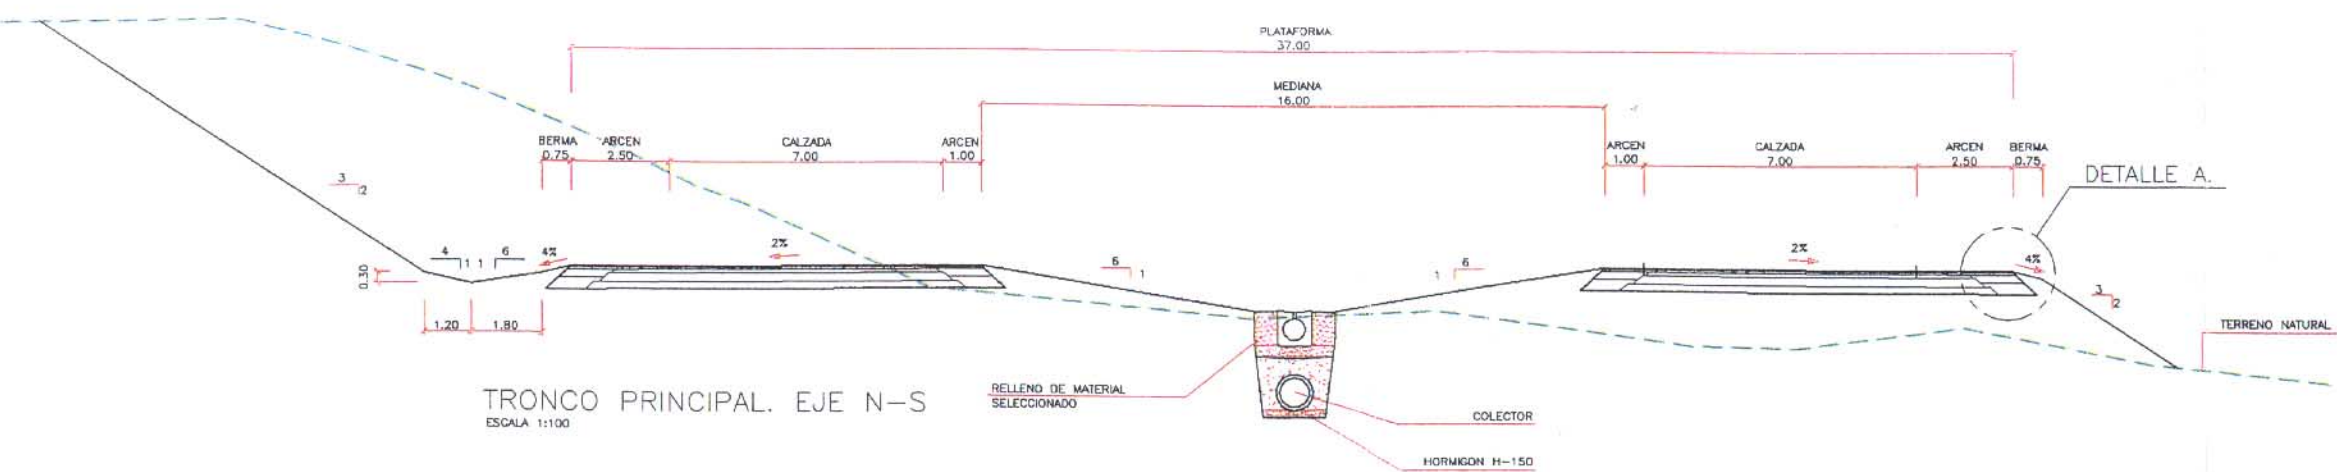 PLATAFORMA
37.00
MEDIANA
16.00
BERMA
0.75
ARCEN
2.50
CALZADA
7.00
ARCEN
1.00
ARCEN
1.00
CALZADA
7.00
ARCEN
2.50
BERMA
0.75
DETALLE A.
3
2
4
1
1
6
4%
2%
6
1
1
6
2%
4%
3
2
0.30
1.20
1.80
TERRENO NATURAL
TRONCO PRINCIPAL. EJE N-S
ESCALA 1:100
RELLENO DE MATERIAL
SELECCIONADO
COLECTOR
HORMIGON H-150